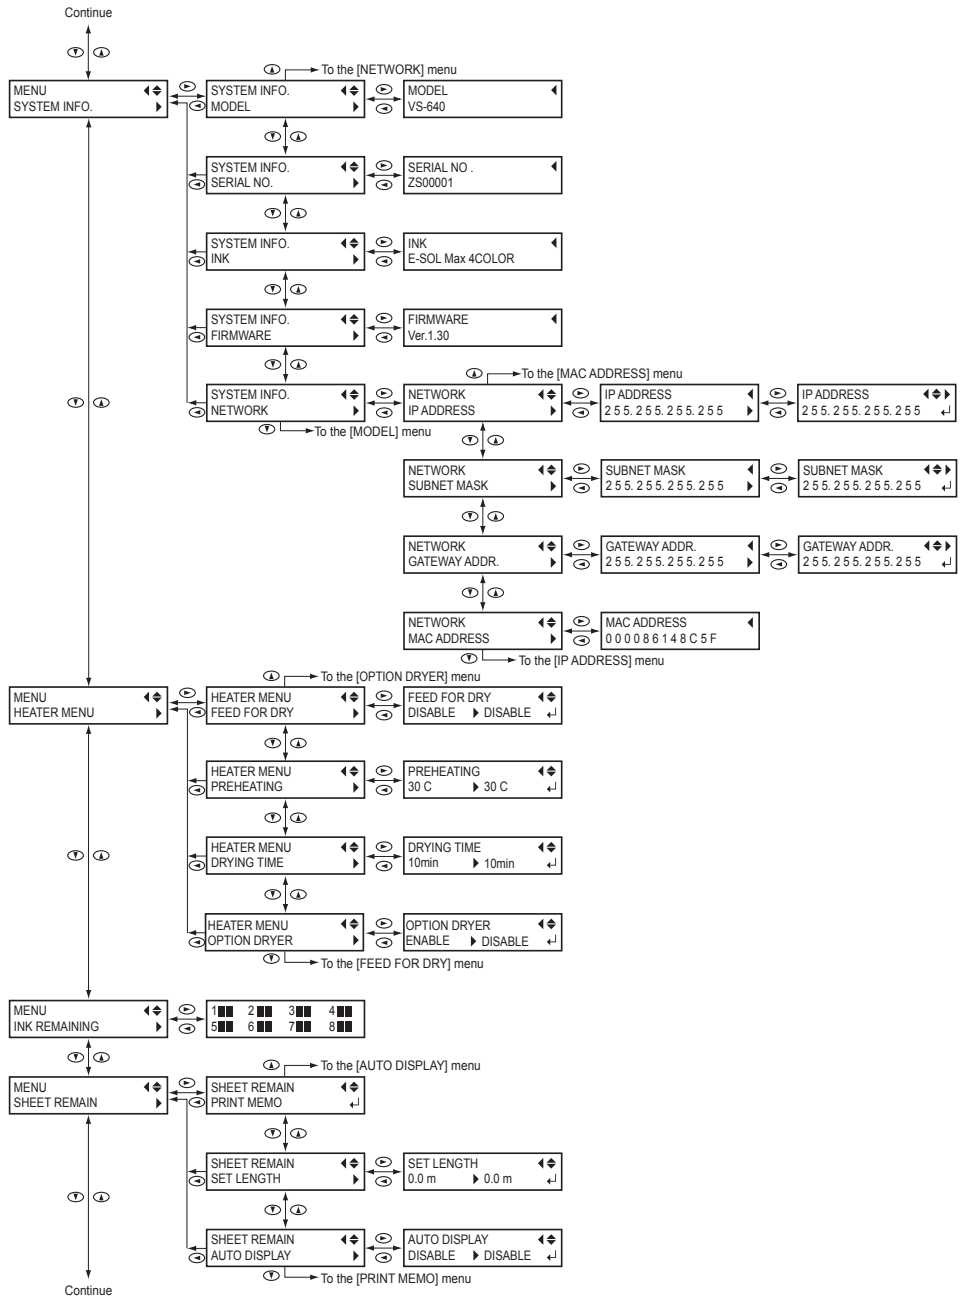 Continue
To the [NETWORK] menu
MENU
SYSTEM INFO.
SYSTEM INFO.
MODEL
MODEL
VS-640
SYSTEM INFO.
SERIAL NO.
SERIAL NO .
ZS00001
SYSTEM INFO.
INK
INK
E-SOL Max 4COLOR
SYSTEM INFO.
FIRMWARE
FIRMWARE
Ver.1.30
To the [MAC ADDRESS] menu
SYSTEM INFO.
NETWORK
NETWORK
IP ADDRESS
IP ADDRESS
2 5 5. 2 5 5. 2 5 5. 2 5 5
IP ADDRESS
2 5 5. 2 5 5. 2 5 5. 2 5 5
To the [MODEL] menu
NETWORK
SUBNET MASK
SUBNET MASK
2 5 5. 2 5 5. 2 5 5. 2 5 5
SUBNET MASK
2 5 5. 2 5 5. 2 5 5. 2 5 5
NETWORK
GATEWAY ADDR.
GATEWAY ADDR.
2 5 5. 2 5 5. 2 5 5. 2 5 5
GATEWAY ADDR.
2 5 5. 2 5 5. 2 5 5. 2 5 5
NETWORK
MAC ADDRESS
MAC ADDRESS
0 0 0 0 8 6 1 4 8 C 5 F
To the [IP ADDRESS] menu
To the [OPTION DRYER] menu
MENU
HEATER MENU
HEATER MENU
FEED FOR DRY
FEED FOR DRY
DISABLE DISABLE
HEATER MENU
PREHEATING
PREHEATING
30 C 30 C
HEATER MENU
DRYING TIME
DRYING TIME
10min 10min
HEATER MENU
OPTION DRYER
OPTION DRYER
ENABLE DISABLE
To the [FEED FOR DRY] menu
MENU
INK REMAINING
1 2 3 4
5 6 7 8
To the [AUTO DISPLAY] menu
MENU
SHEET REMAIN
SHEET REMAIN
PRINT MEMO
SHEET REMAIN
SET LENGTH
SET LENGTH
0.0 m 0.0 m
SHEET REMAIN
AUTO DISPLAY
AUTO DISPLAY
DISABLE DISABLE
To the [PRINT MEMO] menu
Continue